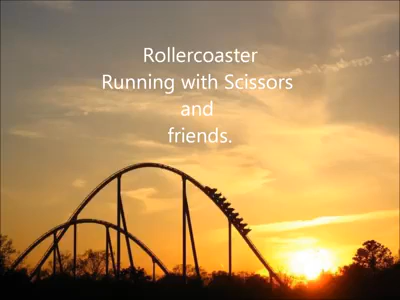 Rollercoaster
Running with Scissors
and
friends.